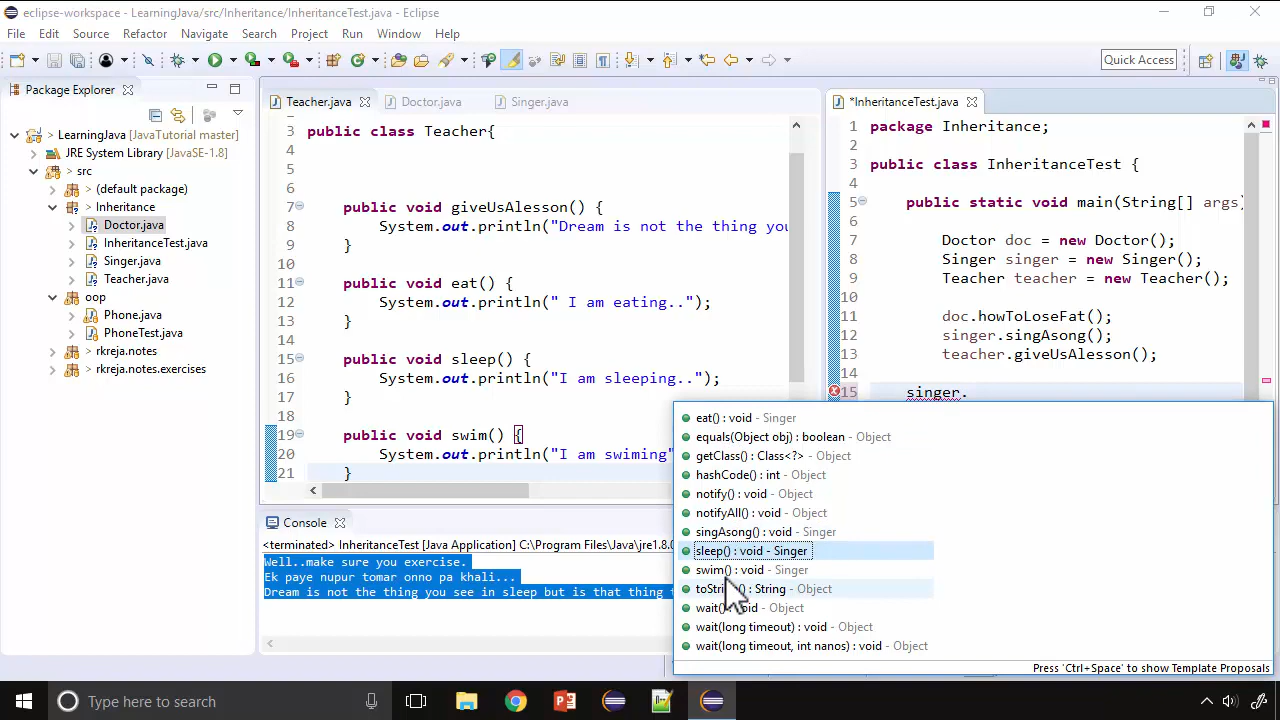 eclipse-workspace - LearningJava/src/Inheritance/InheritanceTest.java - Eclipse
File Edit Source Refactor Navigate Search Project Run Window Help
Quick Access
Package Explorer
LearningJava [JavaTutorial master]
JRE System Library [JavaSE-1.8]
> src
> (default package)
> Inheritance
Doctor.java
InheritanceTest.java
Singer.java
Teacher.java
oop
Phone.java
PhoneTest.java
rkreja.notes
rkreja.notes.exercises
Teacher.java Doctor.java Singer.java
3 public class Teacher{
4
5
6
7 public void giveUsAlesson() {
8 System.out.println("Dream is not the thing you
9 }
10
11 public void eat() {
12 System.out.println(" I am eating..");
13 }
14
15 public void sleep() {
16 System.out.println("I am sleeping..");
17 }
18
19 public void swim() {
20 System.out.println("I am swiming"
21 }
*InheritanceTest.java
1 package Inheritance;
2
3 public class InheritanceTest {
4
5 public static void main(String[] args)
6
7 Doctor doc = new Doctor();
8 Singer singer = new Singer();
9 Teacher teacher = new Teacher();
10
11 doc.howToLoseFat();
12 singer.singAsong();
13 teacher.giveUsAlesson();
14
15 singer.
eat() : void - Singer
equals(Object obj) : boolean - Object
getClass() : Class<?> - Object
hashCode() : int - Object
notify() : void - Object
notifyAll() : void - Object
singAsong() : void - Singer
sleep() : void - Singer
swim() : void - Singer
toString() : String - Object
wait() : void - Object
wait(long timeout) : void - Object
wait(long timeout, int nanos) : void - Object
Press 'Ctrl+Space' to show Template Proposals
Console
<terminated> InheritanceTest [Java Application] C:\Program Files\Java\jre1.8.0
Well..make sure you exercise.
Ek paye nupur tomar onno pa khali...
Dream is not the thing you see in sleep but is that thing
Type here to search